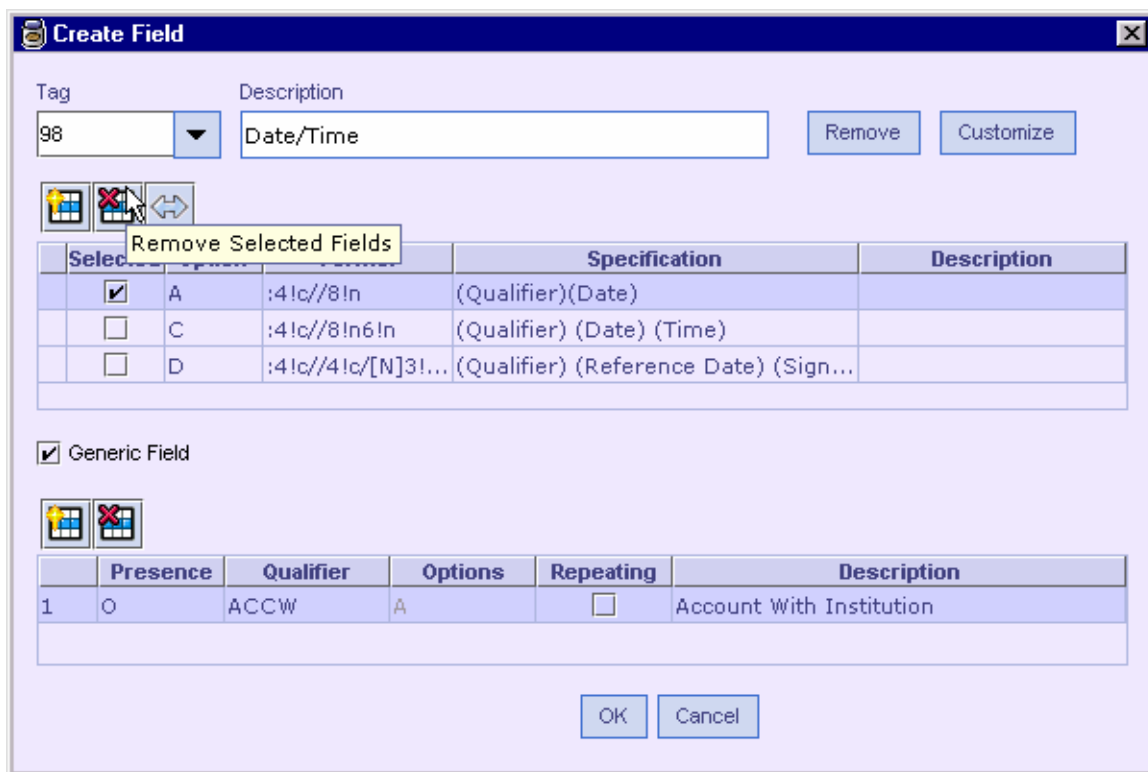 Create Field
Tag Description
98 Date/Time Remove Customize
Remove Selected Fields
Specification Description
A :4!c//8!n (Qualifier)(Date)
C :4!c//8!n6!n (Qualifier) (Date) (Time)
D :4!c//4!c/[N]3!... (Qualifier) (Reference Date) (Sign...
Generic Field
Presence Qualifier Options Repeating Description
1 O ACCW A Account With Institution
OK Cancel